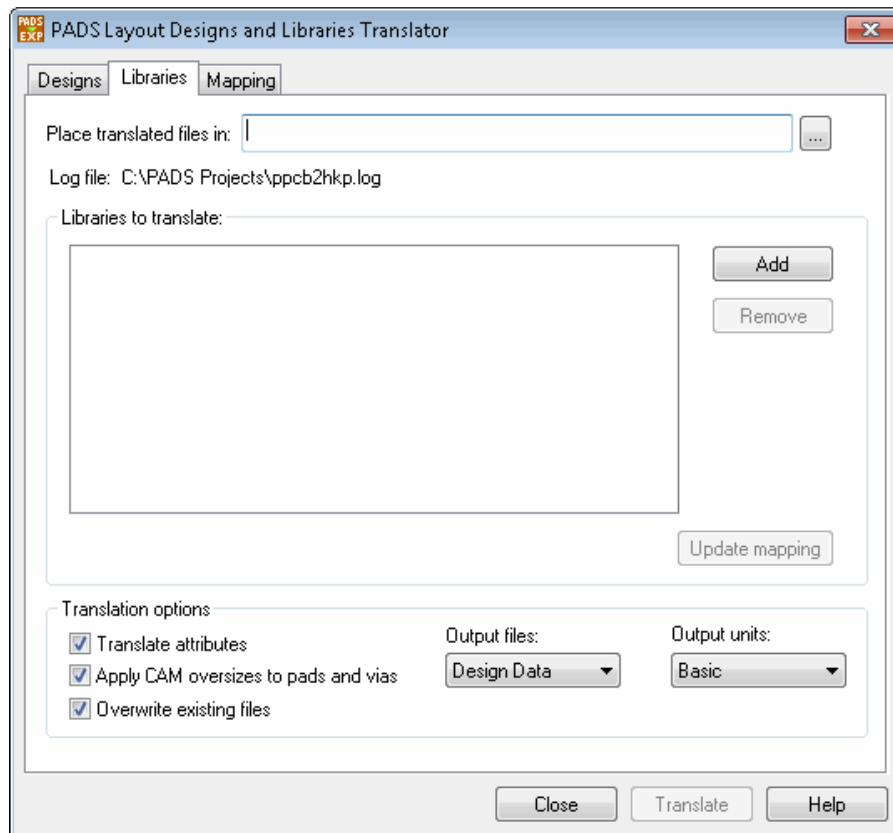 PADS EXP PADS Layout Designs and Libraries Translator
Designs Libraries Mapping
Place translated files in: ...
Log file: C:\PADS Projects\ppcb2hkp.log
Libraries to translate:
Add
Remove
Update mapping
Translation options
Translate attributes
Output files:
Output units:
Design Data
Basic
Apply CAM oversizes to pads and vias
Overwrite existing files
Close Translate Help